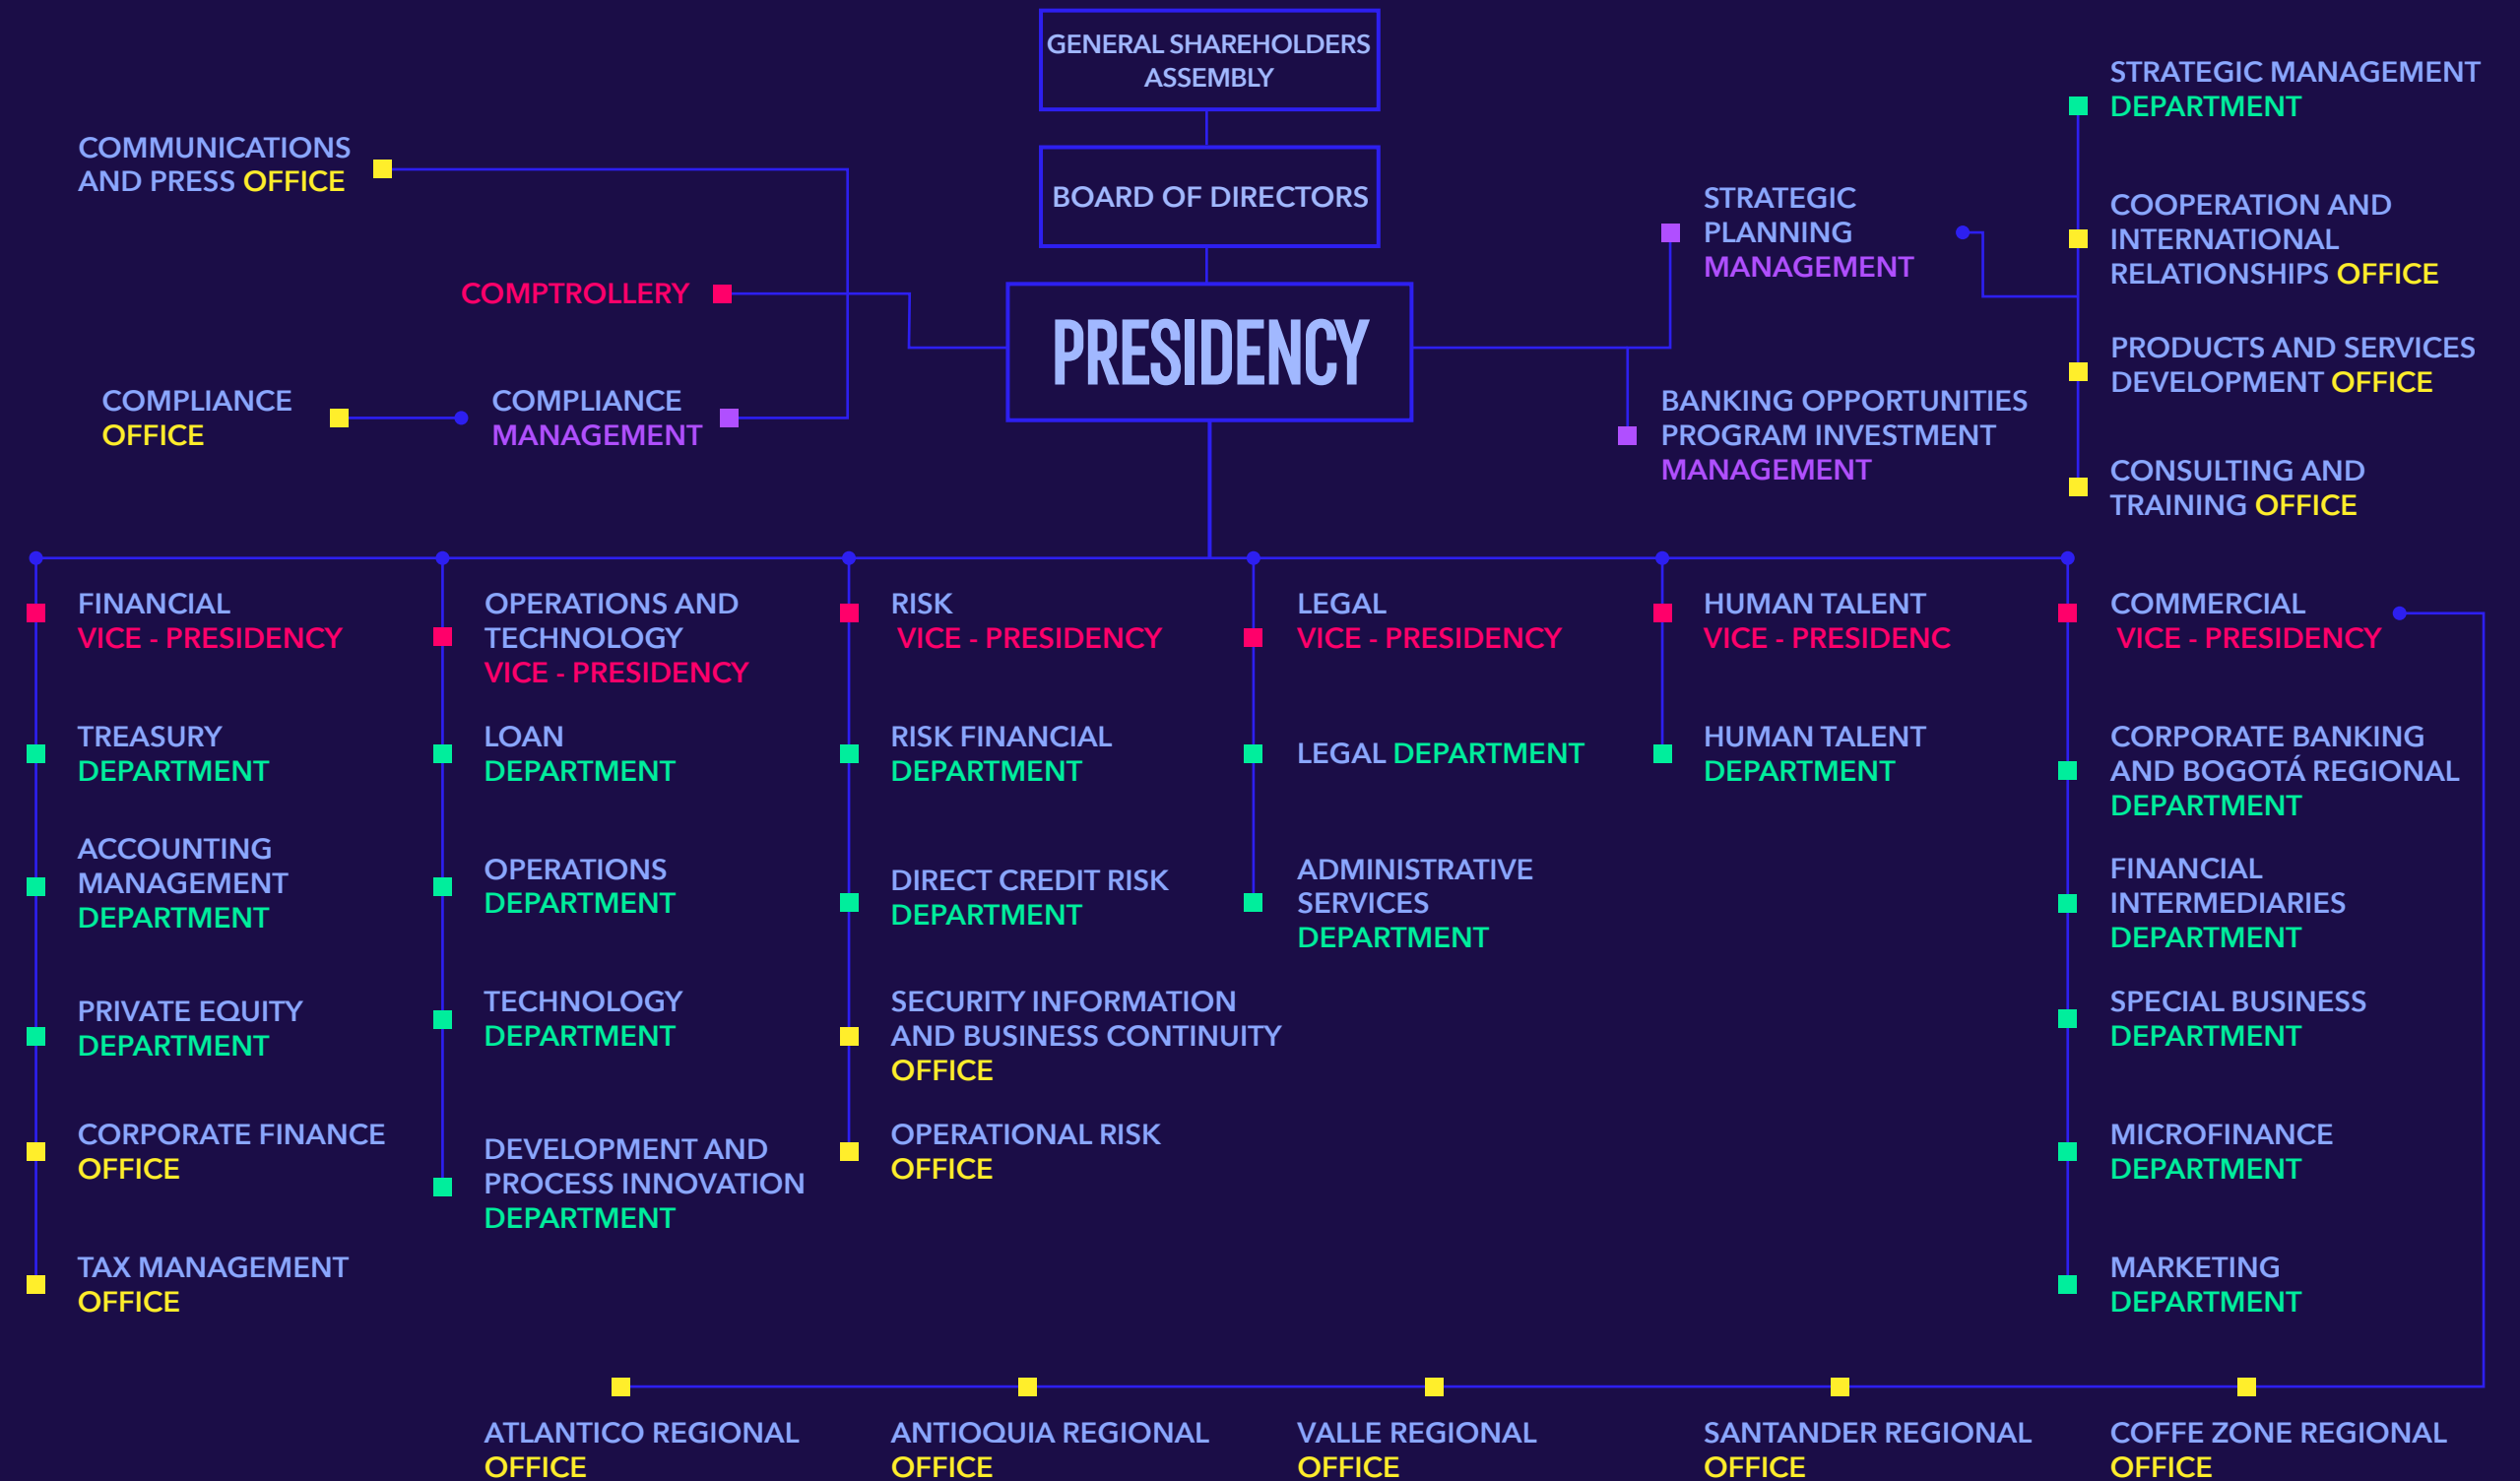 GENERAL SHAREHOLDERS
ASSEMBLY
BOARD OF DIRECTORS
PRESIDENCY
COMMUNICATIONS
AND PRESS OFFICE
COMPTROLLERY
COMPLIANCE
OFFICE
COMPLIANCE
MANAGEMENT
STRATEGIC
PLANNING
MANAGEMENT
BANKING OPPORTUNITIES
PROGRAM INVESTMENT
MANAGEMENT
STRATEGIC MANAGEMENT
DEPARTMENT
COOPERATION AND
INTERNATIONAL
RELATIONSHIPS OFFICE
PRODUCTS AND SERVICES
DEVELOPMENT OFFICE
CONSULTING AND
TRAINING OFFICE
FINANCIAL
VICE - PRESIDENCY
TREASURY
DEPARTMENT
ACCOUNTING
MANAGEMENT
DEPARTMENT
PRIVATE EQUITY
DEPARTMENT
CORPORATE FINANCE
OFFICE
TAX MANAGEMENT
OFFICE
OPERATIONS AND
TECHNOLOGY
VICE - PRESIDENCY
LOAN
DEPARTMENT
OPERATIONS
DEPARTMENT
TECHNOLOGY
DEPARTMENT
DEVELOPMENT AND
PROCESS INNOVATION
DEPARTMENT
RISK
VICE - PRESIDENCY
RISK FINANCIAL
DEPARTMENT
DIRECT CREDIT RISK
DEPARTMENT
SECURITY INFORMATION
AND BUSINESS CONTINUITY
OFFICE
OPERATIONAL RISK
OFFICE
LEGAL
VICE - PRESIDENCY
LEGAL DEPARTMENT
ADMINISTRATIVE
SERVICES
DEPARTMENT
HUMAN TALENT
VICE - PRESIDENC
HUMAN TALENT
DEPARTMENT
COMMERCIAL
VICE - PRESIDENCY
CORPORATE BANKING
AND BOGOTÁ REGIONAL
DEPARTMENT
FINANCIAL
INTERMEDIARIES
DEPARTMENT
SPECIAL BUSINESS
DEPARTMENT
MICROFINANCE
DEPARTMENT
MARKETING
DEPARTMENT
ATLANTICO REGIONAL
OFFICE
ANTIOQUIA REGIONAL
OFFICE
VALLE REGIONAL
OFFICE
SANTANDER REGIONAL
OFFICE
COFFE ZONE REGIONAL
OFFICE